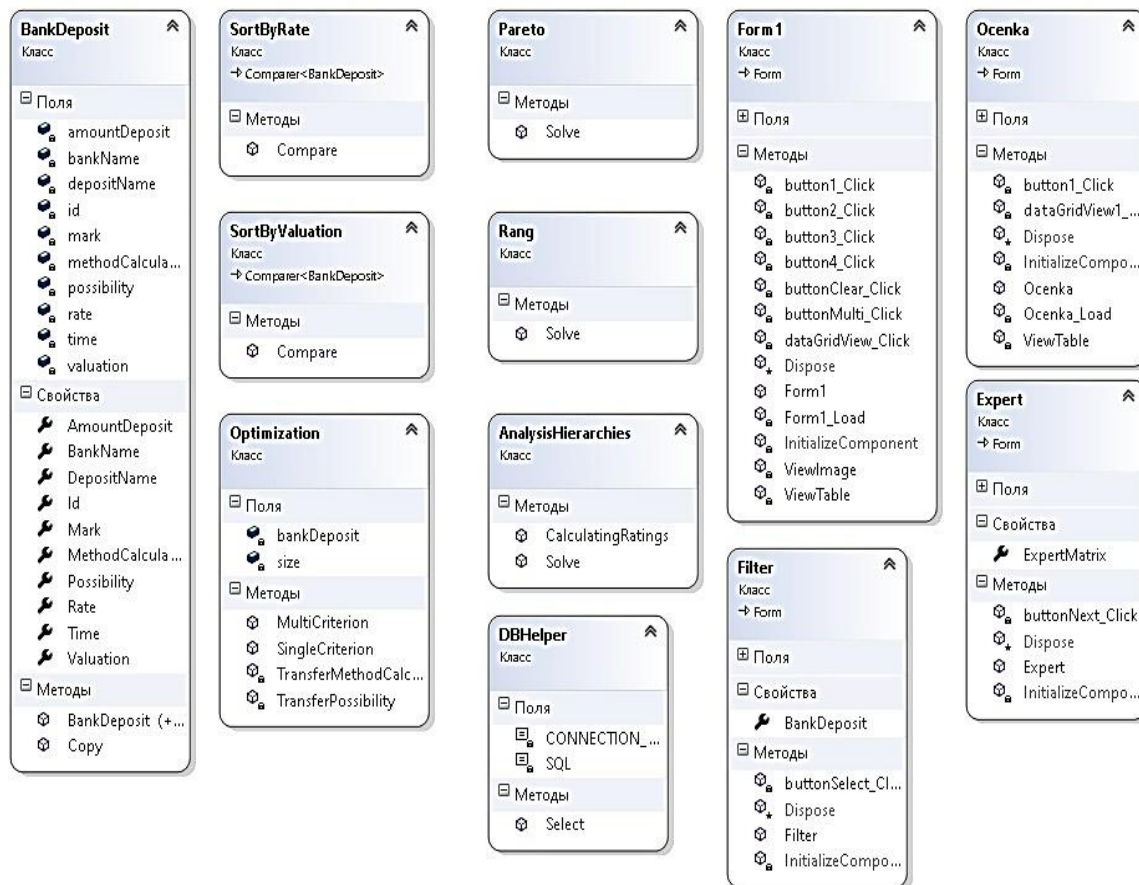 BankDeposit
Класс
Поля
amountDeposit
bankName
depositName
id
mark
methodCalcula...
possibility
rate
time
valuation
Свойства
AmountDeposit
BankName
DepositName
Id
Mark
MethodCalcula...
Possibility
Rate
Time
Valuation
Методы
BankDeposit (+...
Copy
SortByRate
Класс
Comparer<BankDeposit>
Методы
Compare
SortByValuation
Класс
Comparer<BankDeposit>
Методы
Compare
Optimization
Класс
Поля
bankDeposit
size
Методы
MultiCriterion
SingleCriterion
TransferMethodCalc...
TransferPossibility
Pareto
Класс
Методы
Solve
Rang
Класс
Методы
Solve
AnalysisHierarchies
Класс
Методы
CalculatingRatings
Solve
DBHelper
Класс
Поля
CONNECTION_...
SQL
Методы
Select
Form1
Класс
Form
Поля
Методы
button1_Click
button2_Click
button3_Click
button4_Click
buttonClear_Click
buttonMulti_Click
dataGridView_Click
Dispose
Form1
Form1_Load
InitializeComponent
ViewImage
ViewTable
Filter
Класс
Form
Поля
Свойства
BankDeposit
Методы
buttonSelect_Cl...
Dispose
Filter
InitializeCompo...
Ocenka
Класс
Form
Поля
Методы
button1_Click
dataGridView1_...
Dispose
InitializeCompo...
Ocenka
Ocenka_Load
ViewTable
Expert
Класс
Form
Поля
Свойства
ExpertMatrix
Методы
buttonNext_Click
Dispose
Expert
InitializeCompo...